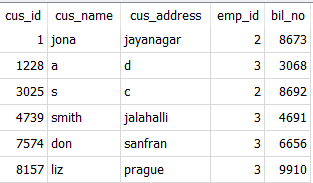 cus_id cus_name cus_address emp_id bil_no
1 jona jayanagar 2 8673
1228 a d 3 3068
3025 s c 2 8692
4739 smith jalahalli 3 4691
7574 don sanfran 3 6656
8157 liz prague 3 9910